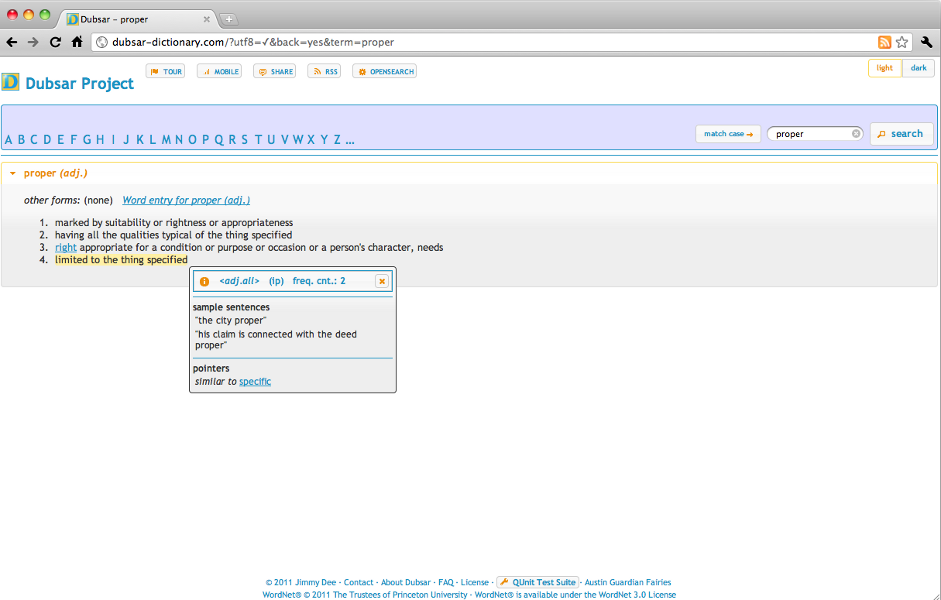 Dubsar - proper
dubsar-dictionary.com/?utf8=✓&back=yes&term=proper
Dubsar Project
TOUR MOBILE SHARE RSS OPENSEARCH
light dark
A B C D E F G H I J K L M N O P Q R S T U V W X Y Z ...
match case → proper search
proper (adj.)
other forms: (none) Word entry for proper (adj.)
1. marked by suitability or rightness or appropriateness
2. having all the qualities typical of the thing specified
3. right appropriate for a condition or purpose or occasion or a person's character, needs
4. limited to the thing specified
<adj.all> (ip) freq. cnt.: 2
sample sentences
"the city proper"
"his claim is connected with the deed
proper"
pointers
similar to specific
© 2011 Jimmy Dee - Contact - About Dubsar - FAQ - License - QUnit Test Suite - Austin Guardian Fairies
WordNet® © 2011 The Trustees of Princeton University - WordNet® is available under the WordNet 3.0 License